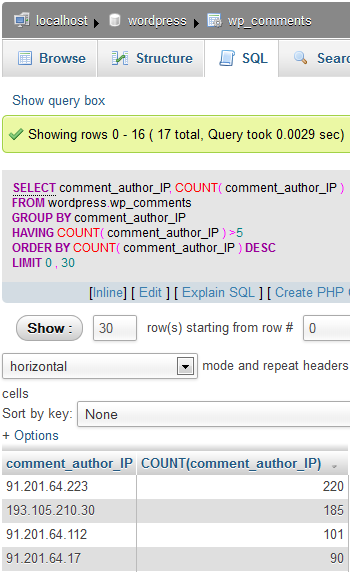 localhost wordpress wp_comments
Browse Structure SQL
Show query box
Showing rows 0 - 16 ( 17 total, Query took 0.0029 sec)
SELECT comment_author_IP, COUNT( comment_author_IP )
FROM wordpress.wp_comments
GROUP BY comment_author_IP
HAVING COUNT( comment_author_IP ) >5
ORDER BY COUNT( comment_author_IP ) DESC
LIMIT 0 , 30
[Inline] [ Edit ] [ Explain SQL ] [ Create PHP
Show : 30 row(s) starting from row # 0
horizontal mode and repeat headers
cells
Sort by key: None
+ Options
comment_author_IP COUNT(comment_author_IP)
91.201.64.223 220
193.105.210.30 185
91.201.64.112 101
91.201.64.17 90